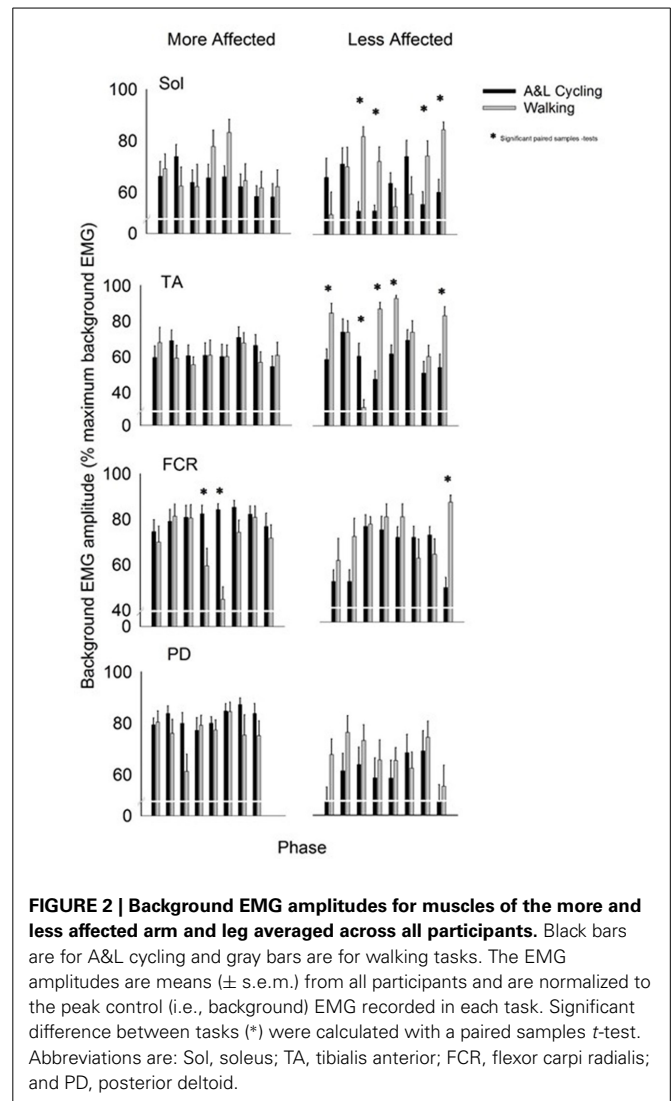 More Affected Less Affected
Sol
A&L Cycling
Walking
* Significant paired samples -tests
100
80
60
0
* * * *
TA
100
80
60
40
0
* * * * *
FCR
100
80
60
40
0
* * *
PD
100
80
60
0
Background EMG amplitude (% maximum background EMG)
Phase
FIGURE 2 | Background EMG amplitudes for muscles of the more and
less affected arm and leg averaged across all participants. Black bars
are for A&L cycling and gray bars are for walking tasks. The EMG
amplitudes are means (± s.e.m.) from all participants and are normalized to
the peak control (i.e., background) EMG recorded in each task. Significant
difference between tasks (*) were calculated with a paired samples t-test.
Abbreviations are: Sol, soleus; TA, tibialis anterior; FCR, flexor carpi radialis;
and PD, posterior deltoid.